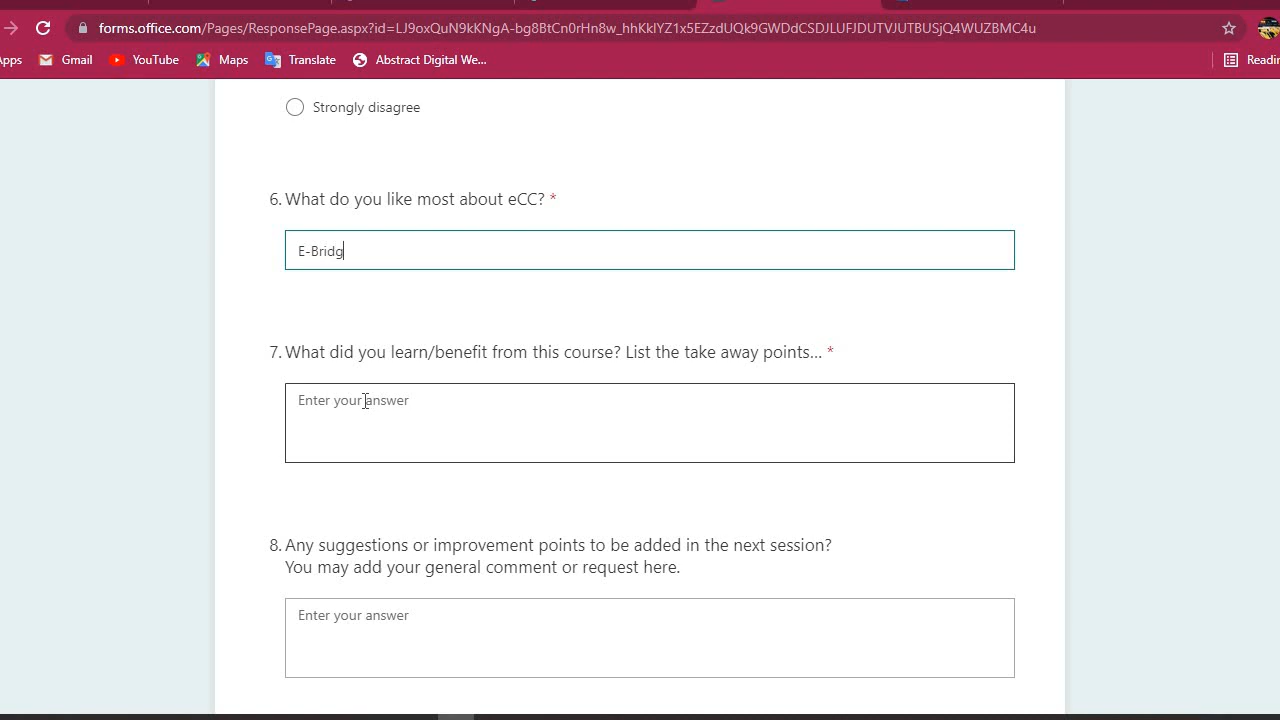 forms.office.com/Pages/ResponsePage.aspx?id=LJ9oxQuN9kKNgA-bg8BtCn0rHn8w_hhKklYZ1x5EZzdUQk9GWDdCSDJLUFJDUTVJUTBUSjQ4WUZBMC4u
Apps Gmail YouTube Maps Translate Abstract Digital We... Readin
Strongly disagree
6. What do you like most about eCC? *
E-Bridg
7. What did you learn/benefit from this course? List the take away points... *
Enter your answer
8. Any suggestions or improvement points to be added in the next session?
You may add your general comment or request here.
Enter your answer